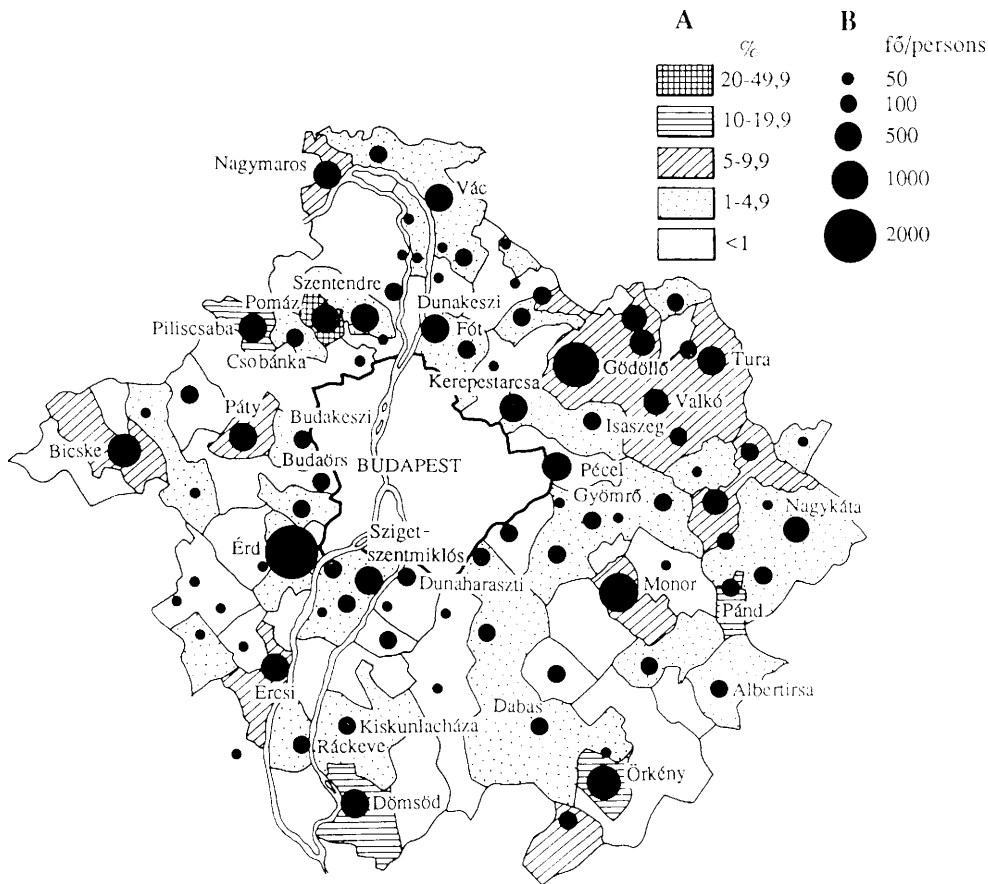 A
%
20-49,9
10-19,9
5-9,9
1-4,9
<1
B
fő/persons
50
100
500
1000
2000
Nagymaros
Vác
Szentendre
Pomáz
Dunakeszi
Piliscsaba
Fót
Csobánka
Gödöllő
Tura
Kerepestarcsa
Valkó
Páty
Budakeszi
Isaszeg
Bicske
Budaörs
BUDAPEST
Pécel
Gyömrő
Nagykáta
Érd
Sziget-
szentmiklós
Dunaharaszti
Monor
Pánd
Ercsi
Albertirsa
Dabas
Kiskunlacháza
Ráckeve
Örkény
Dömsöd